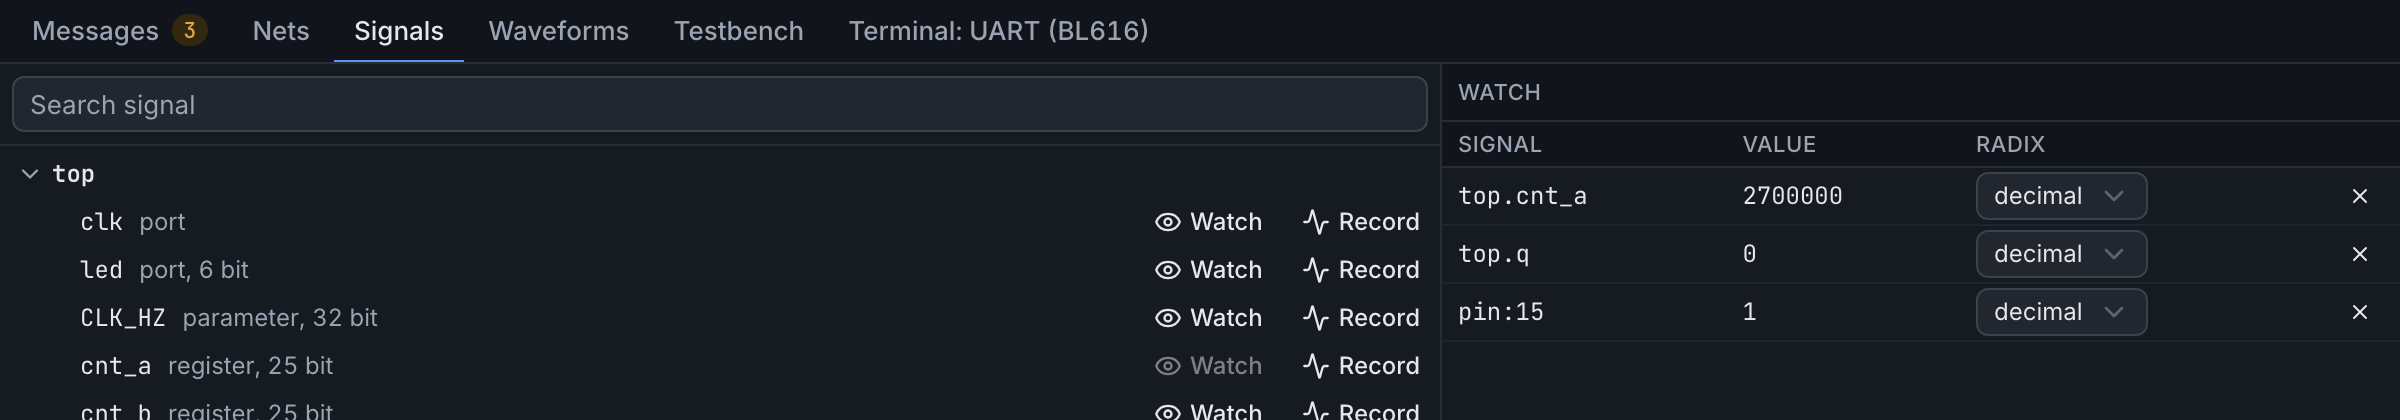 Messages 3 Nets Signals Waveforms Testbench Terminal: UART (BL616)
Search signal
top
clk port Watch Record
led port, 6 bit Watch Record
CLK_HZ parameter, 32 bit Watch Record
cnt_a register, 25 bit Watch Record
cnt_b register, 25 bit Watch Record
WATCH
SIGNAL VALUE RADIX
top.cnt_a 2700000 decimal
top.q 0 decimal
pin:15 1 decimal